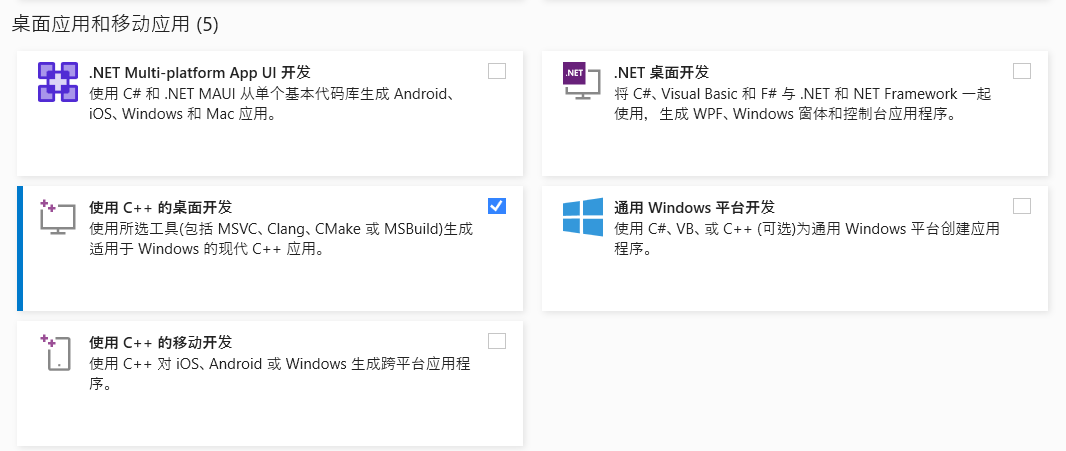 桌面应用和移动应用 (5)
.NET Multi-platform App UI 开发
使用 C# 和 .NET MAUI 从单个基本代码库生成 Android、
iOS、Windows 和 Mac 应用。
.NET
.NET 桌面开发
将 C#、Visual Basic 和 F# 与 .NET 和 NET Framework 一起
使用，生成 WPF、Windows 窗体和控制台应用程序。
使用 C++ 的桌面开发
使用所选工具(包括 MSVC、Clang、CMake 或 MSBuild)生成
适用于 Windows 的现代 C++ 应用。
通用 Windows 平台开发
使用 C#、VB、或 C++ (可选)为通用 Windows 平台创建应用
程序。
使用 C++ 的移动开发
使用 C++ 对 iOS、Android 或 Windows 生成跨平台应用程
序。